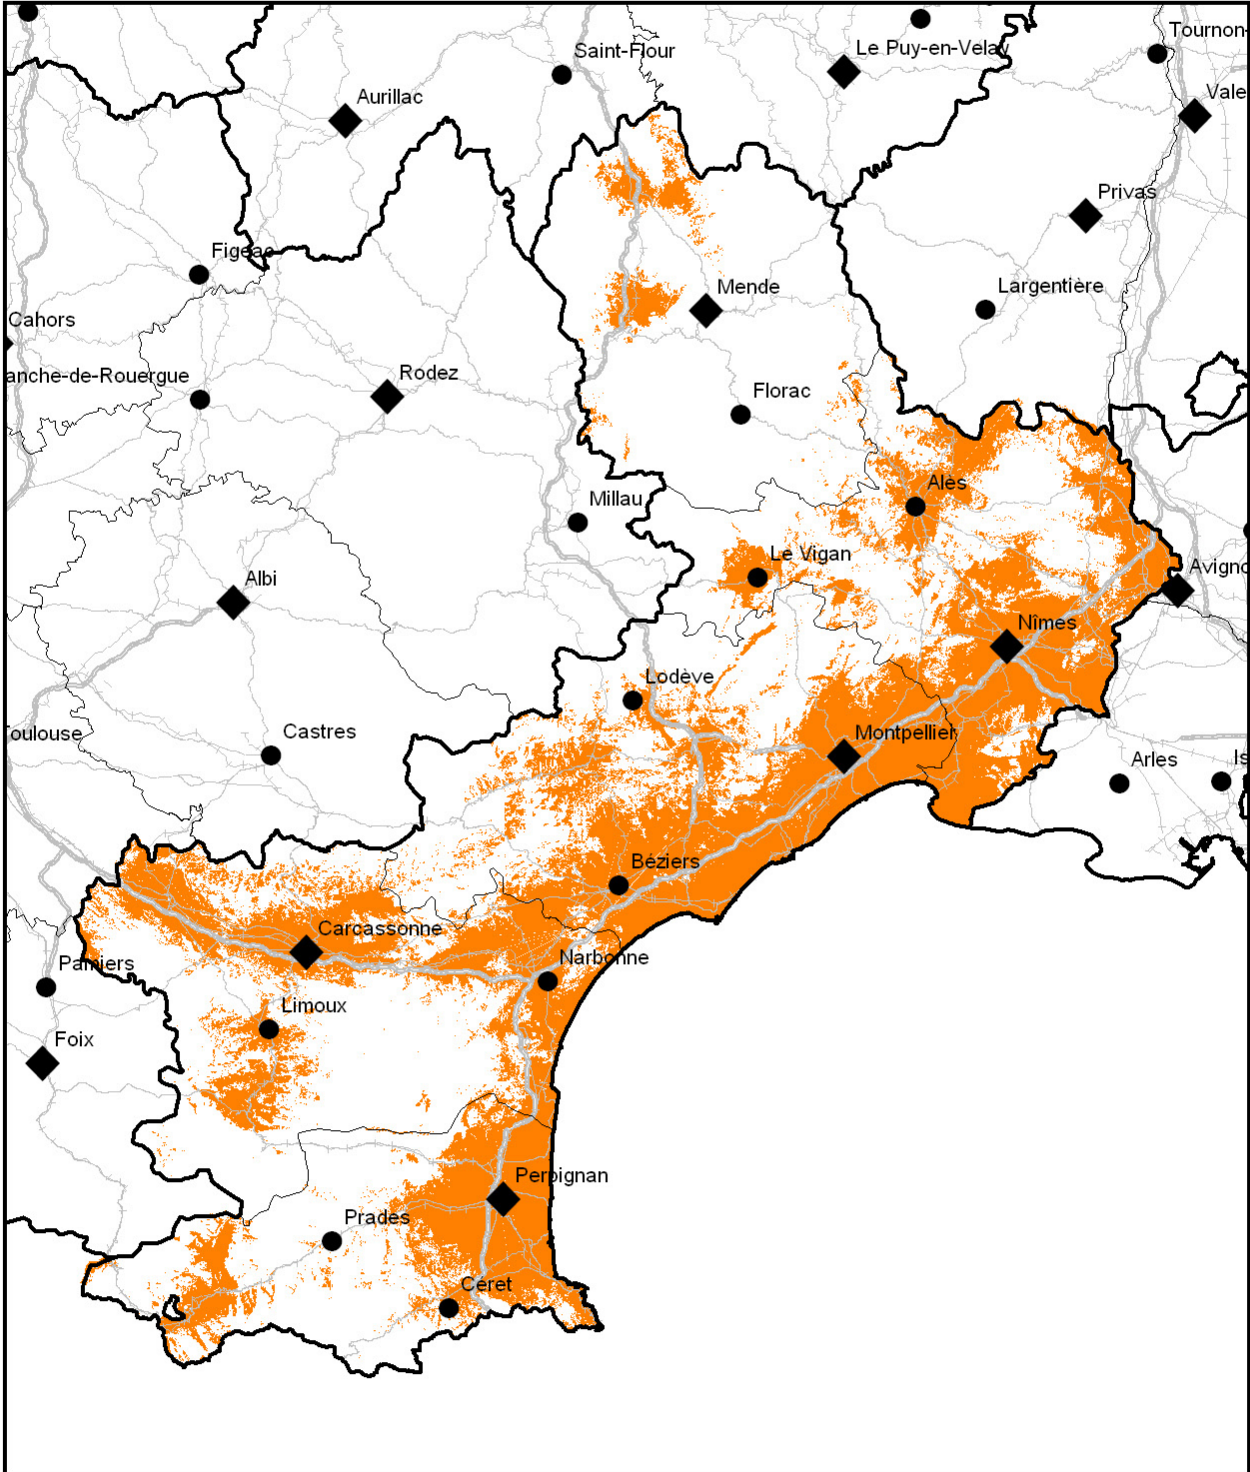 Tournon-
Saint-Flour
Le Puy-en-Velay
Aurillac
Vale
Privas
Figeac
Mende
Largentière
Cahors
anche-de-Rouergue
Rodez
Florac
Alès
Millau
Le Vigan
Albi
Avigno
Nîmes
Lodève
oulouse
Castres
Montpellier
Arles
Is
Béziers
Carcassonne
Narbonne
Pamiers
Limoux
Foix
Perpignan
Prades
Céret